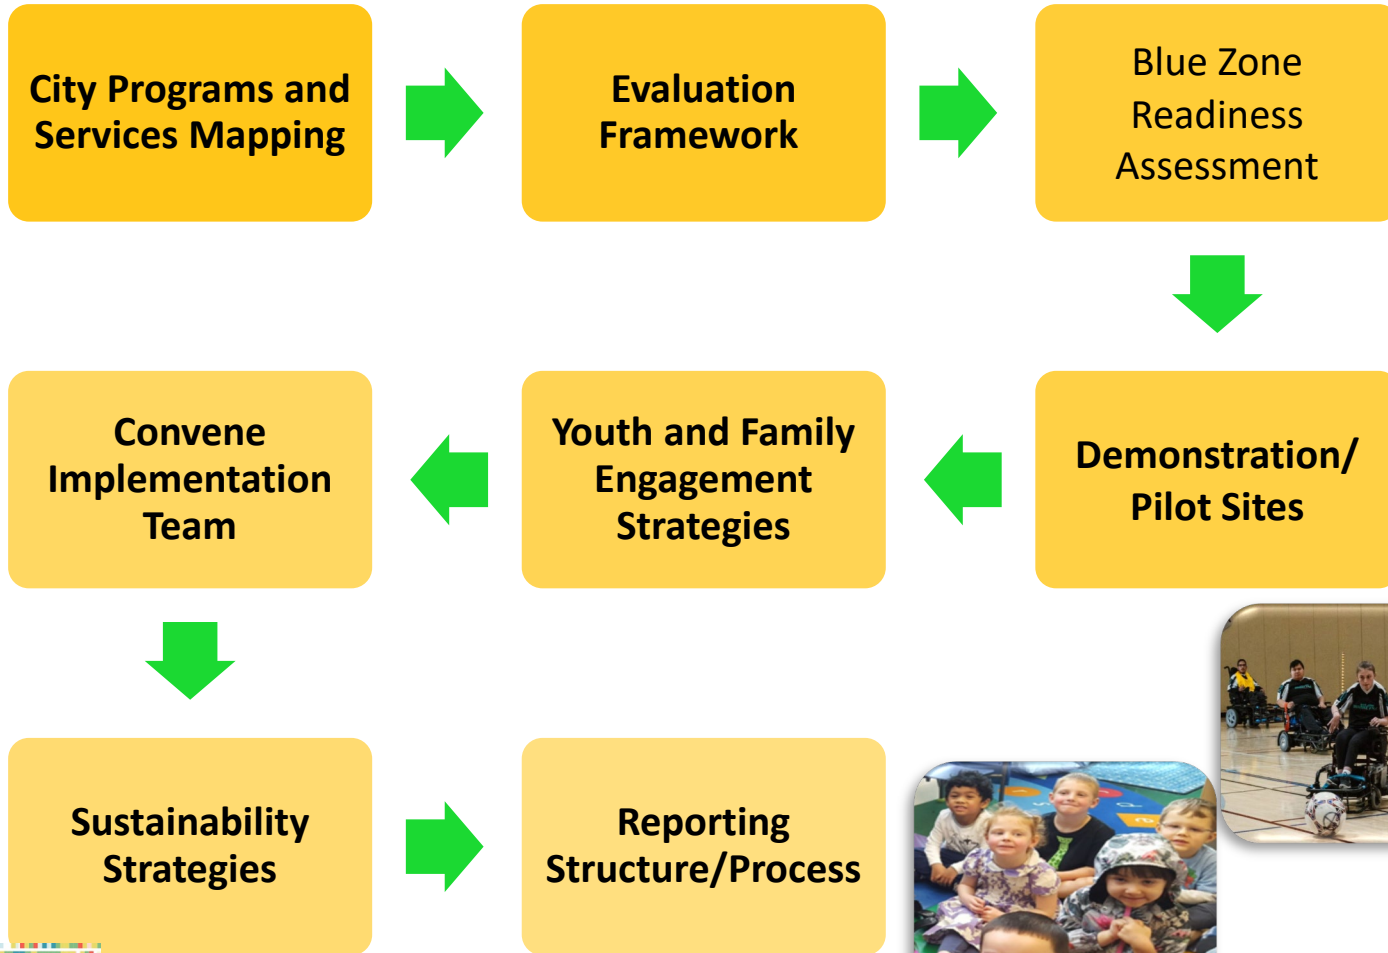 City Programs and
Services Mapping
Evaluation
Framework
Blue Zone
Readiness
Assessment
Convene
Implementation
Team
Youth and Family
Engagement
Strategies
Demonstration/
Pilot Sites
Sustainability
Strategies
Reporting
Structure/Process